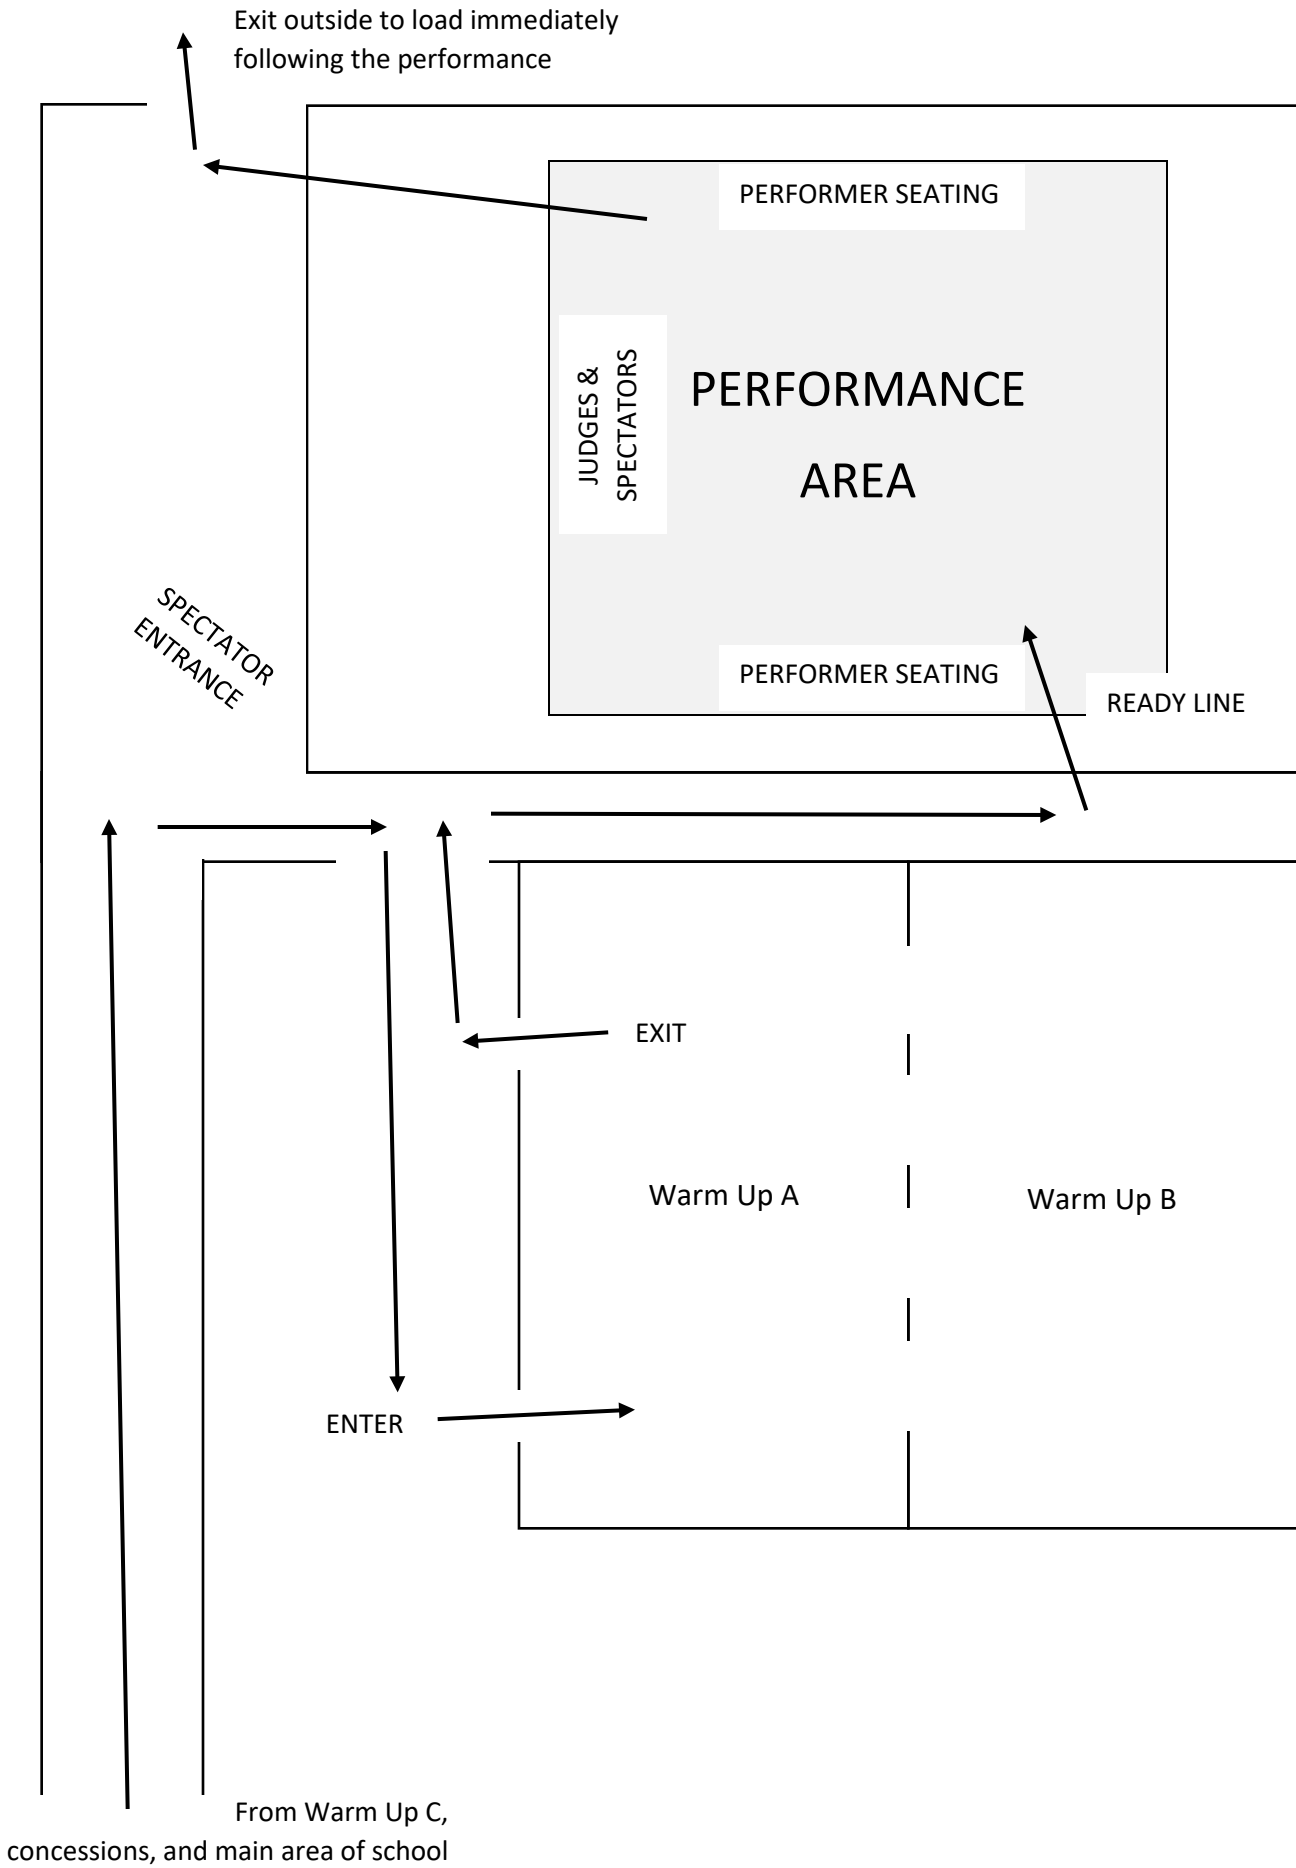 Exit outside to load immediately
following the performance
PERFORMER SEATING
JUDGES &
SPECTATORS
PERFORMANCE
AREA
SPECTATOR
ENTRANCE
PERFORMER SEATING
READY LINE
EXIT
Warm Up A
Warm Up B
ENTER
From Warm Up C,
concessions, and main area of school